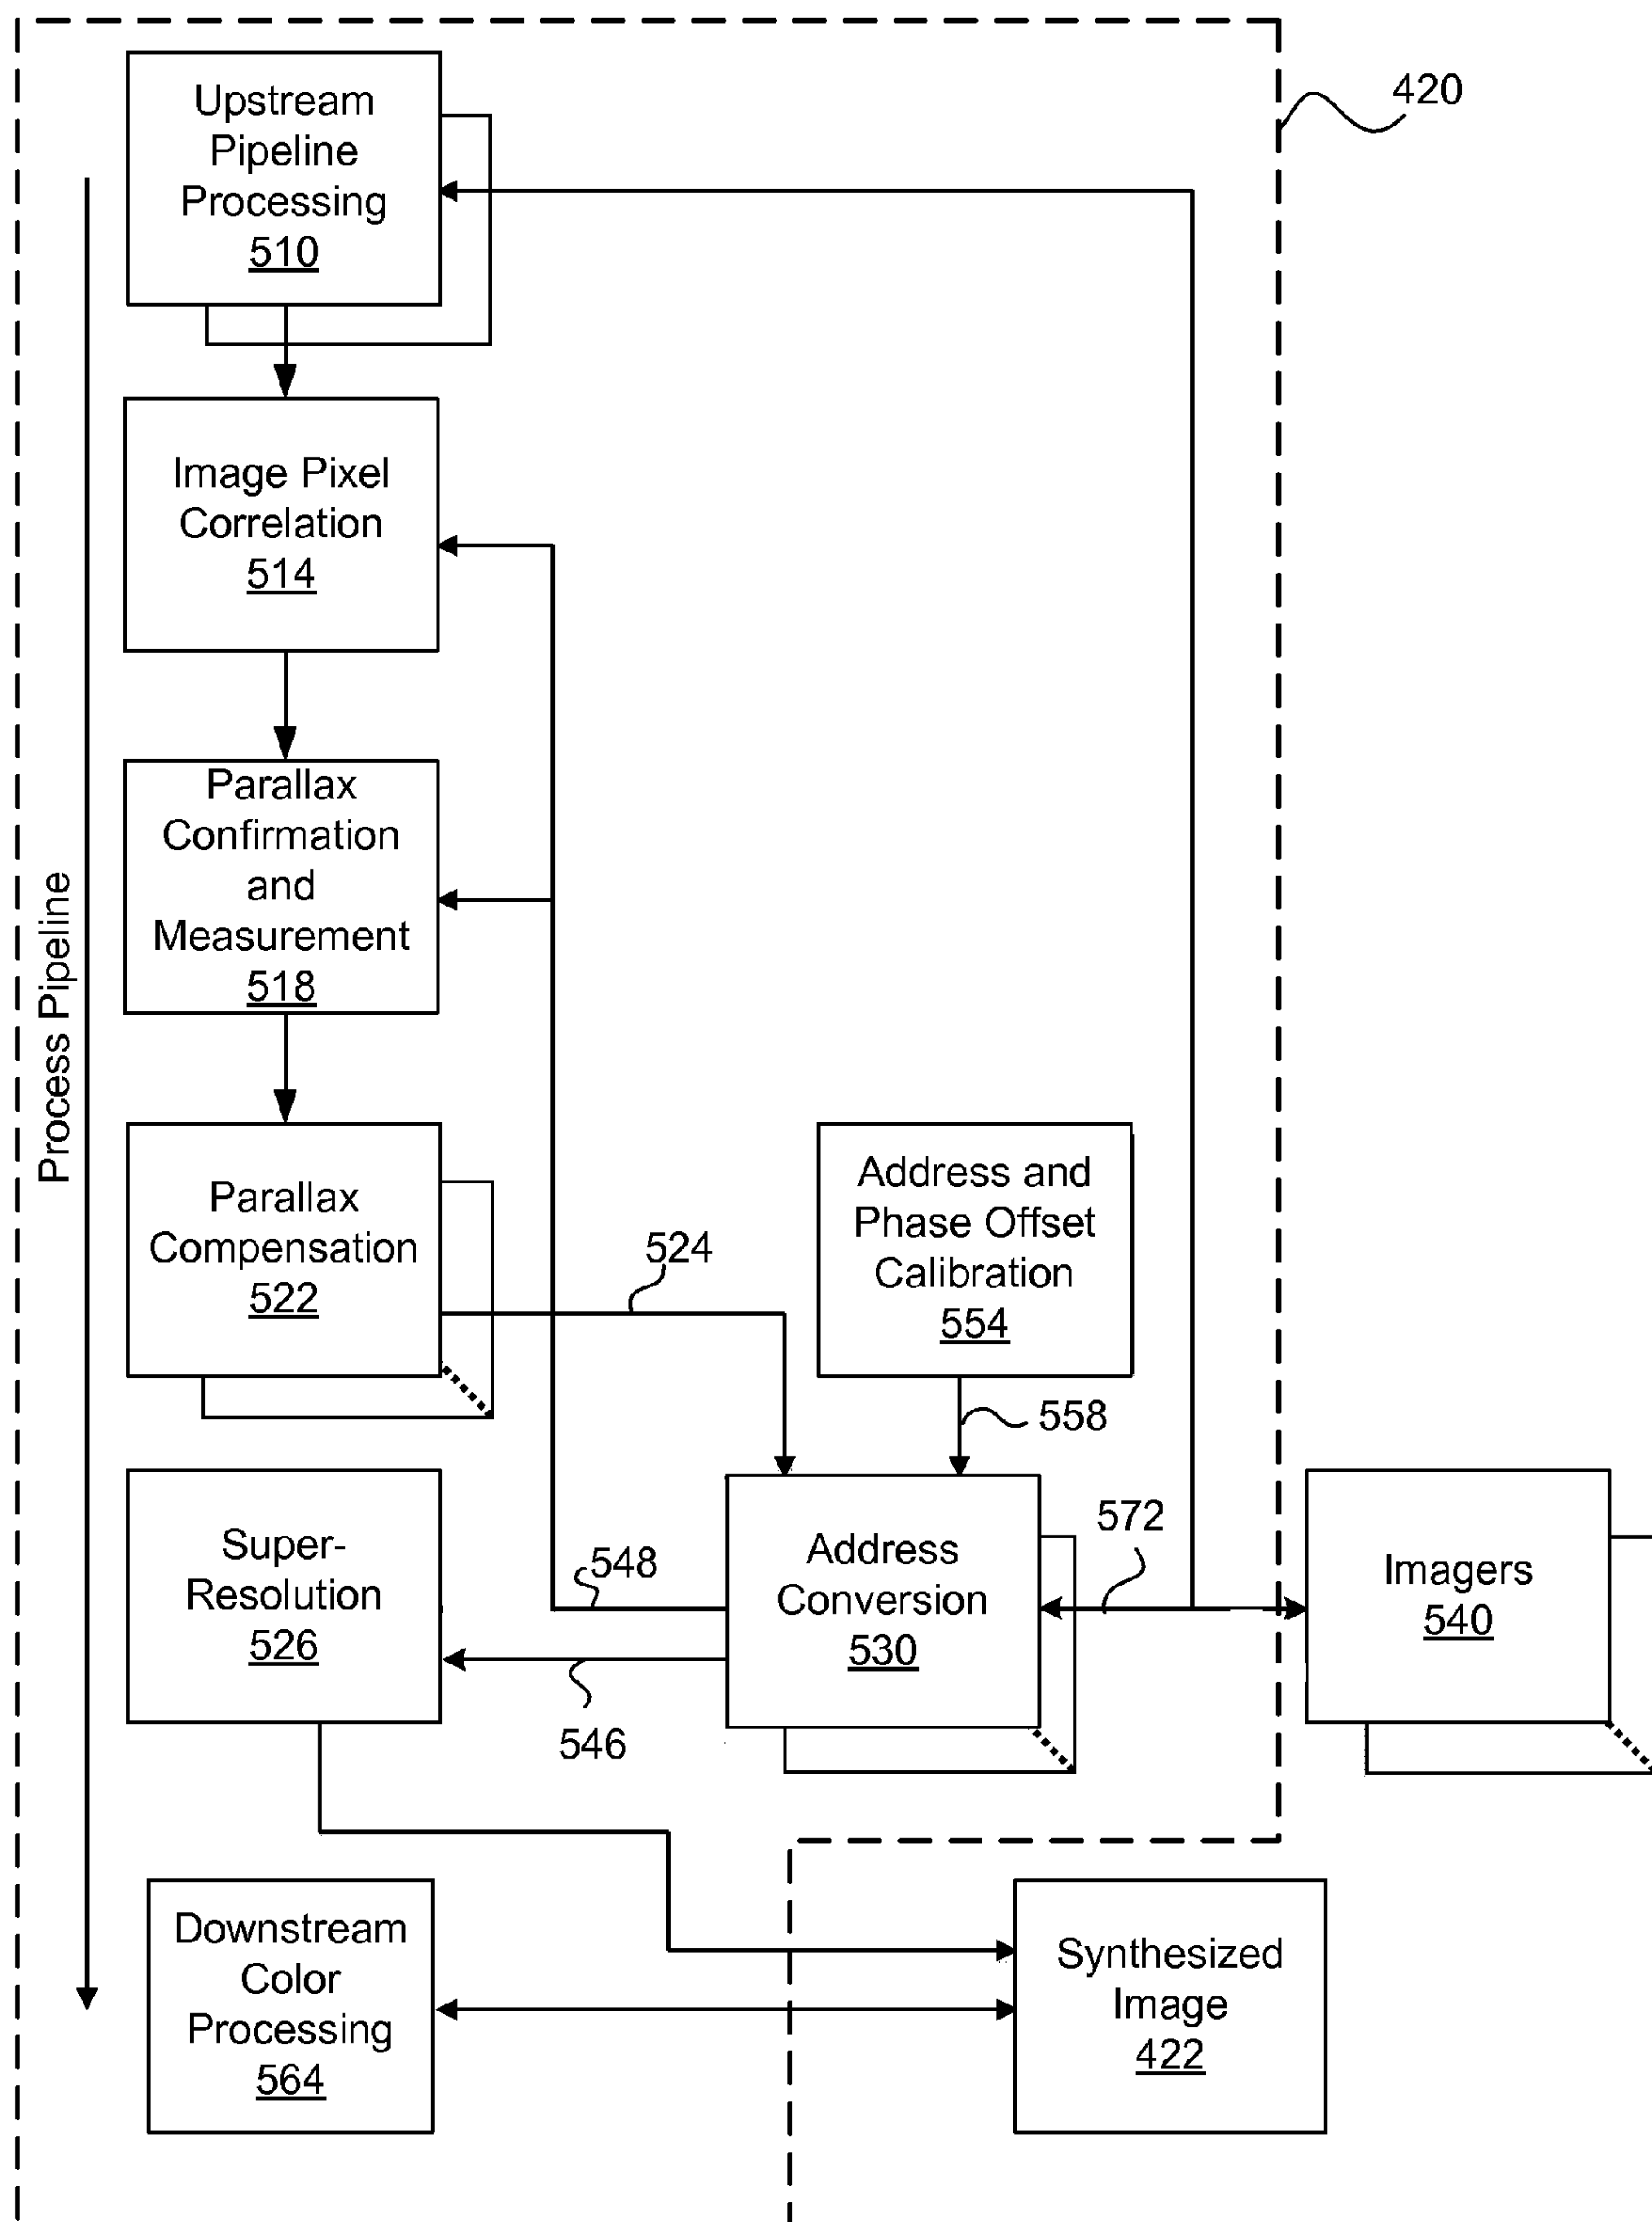 420
Upstream
Pipeline
Processing
510
Image Pixel
Correlation
514
Parallax
Confirmation
and
Measurement
518
Process Pipeline
Parallax
Compensation
522
524
Address and
Phase Offset
Calibration
554
558
Super-
Resolution
526
548
546
Address
Conversion
530
572
Imagers
540
Downstream
Color
Processing
564
Synthesized
Image
422